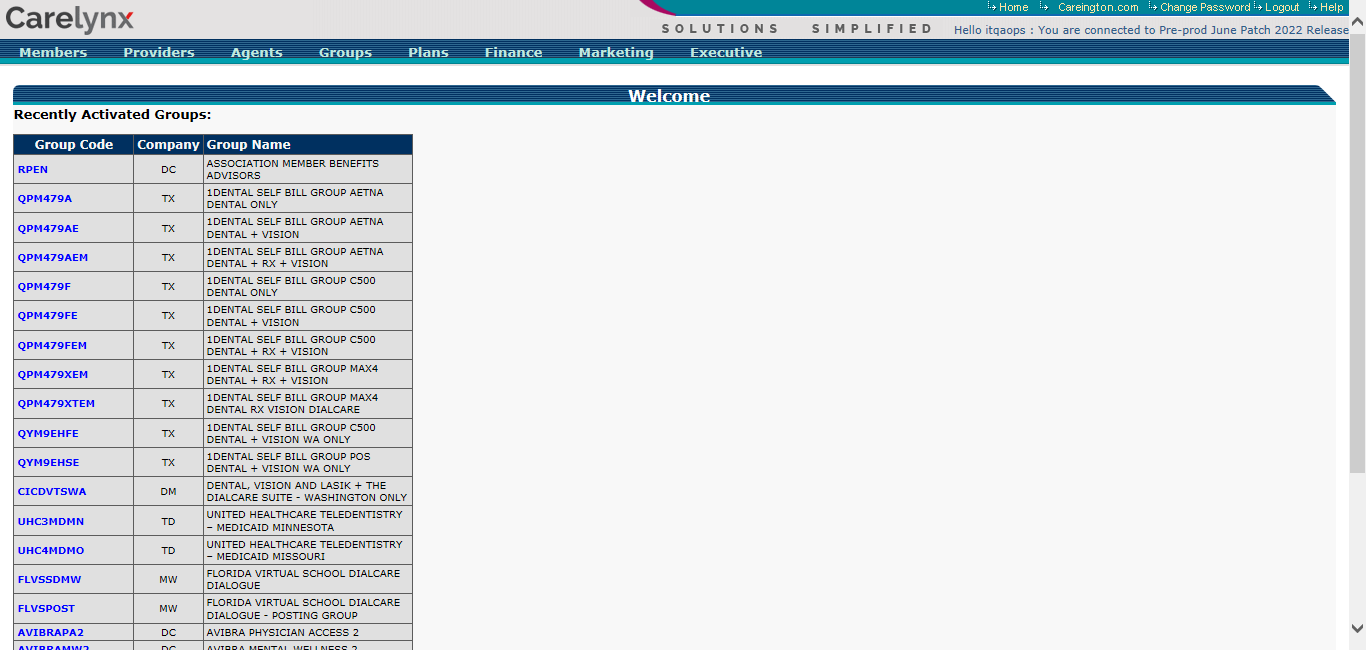 Carelynx
Home Careington.com Change Password Logout Help
SOLUTIONS SIMPLIFIED
Hello itqaops : You are connected to Pre-prod June Patch 2022 Release
Members Providers Agents Groups Plans Finance Marketing Executive
Welcome
Recently Activated Groups:
Group Code Company Group Name
RPEN DC ASSOCIATION MEMBER BENEFITS
ADVISORS
QPM479A TX 1DENTAL SELF BILL GROUP AETNA
DENTAL ONLY
QPM479AE TX 1DENTAL SELF BILL GROUP AETNA
DENTAL + VISION
QPM479AEM TX 1DENTAL SELF BILL GROUP AETNA
DENTAL + RX + VISION
QPM479F TX 1DENTAL SELF BILL GROUP C500
DENTAL ONLY
QPM479FE TX 1DENTAL SELF BILL GROUP C500
DENTAL + VISION
QPM479FEM TX 1DENTAL SELF BILL GROUP C500
DENTAL + RX + VISION
QPM479XEM TX 1DENTAL SELF BILL GROUP MAX4
DENTAL + RX + VISION
QPM479XTEM TX 1DENTAL SELF BILL GROUP MAX4
DENTAL RX VISION DIALCARE
QYM9EHFE TX 1DENTAL SELF BILL GROUP C500
DENTAL + VISION WA ONLY
QYM9EHSE TX 1DENTAL SELF BILL GROUP POS
DENTAL + VISION WA ONLY
CICDVTSWA DM DENTAL, VISION AND LASIK + THE
DIALCARE SUITE - WASHINGTON ONLY
UHC3MDMN TD UNITED HEALTHCARE TELEDENTISTRY
– MEDICAID MINNESOTA
UHC4MDMO TD UNITED HEALTHCARE TELEDENTISTRY
– MEDICAID MISSOURI
FLVSSDMW MW FLORIDA VIRTUAL SCHOOL DIALCARE
DIALOGUE
FLVSPOST MW FLORIDA VIRTUAL SCHOOL DIALCARE
DIALOGUE - POSTING GROUP
AVIBRAPA2 DC AVIBRA PHYSICIAN ACCESS 2
AVIBRAMW2 DC AVIBRA MENTAL WELLNESS 2